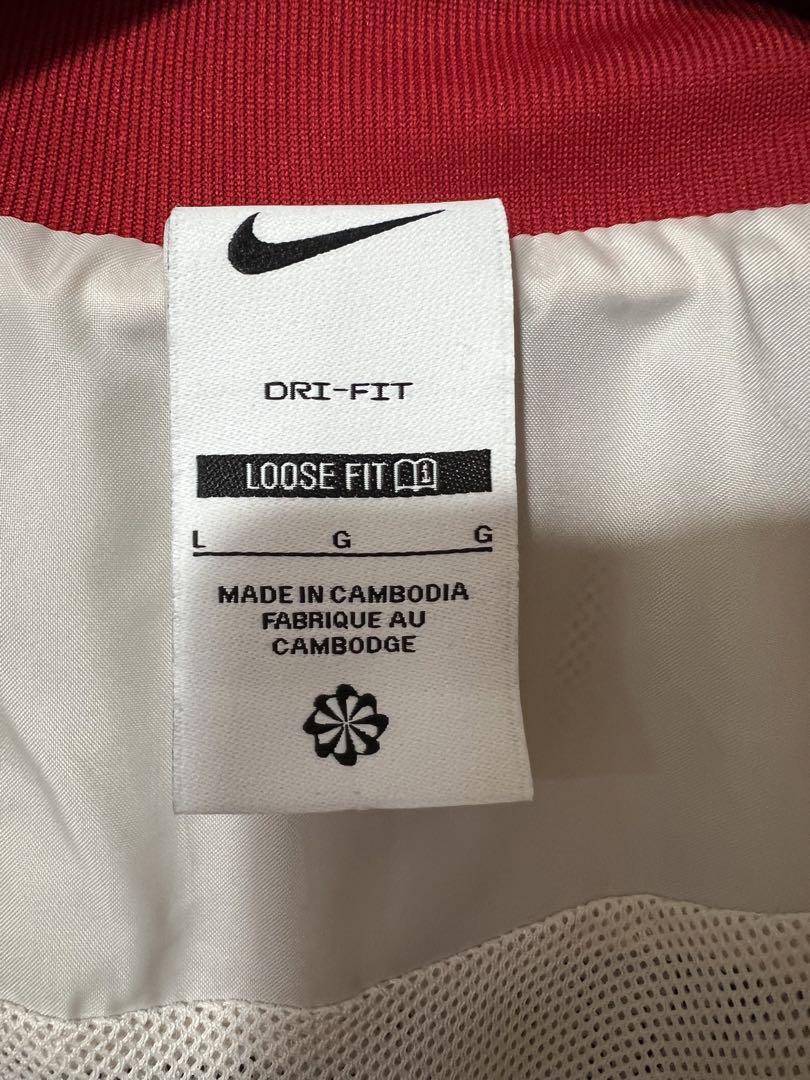 DRI-FIT
LOOSE FIT
L G G
MADE IN CAMBODIA
FABRIQUE AU
CAMBODGE